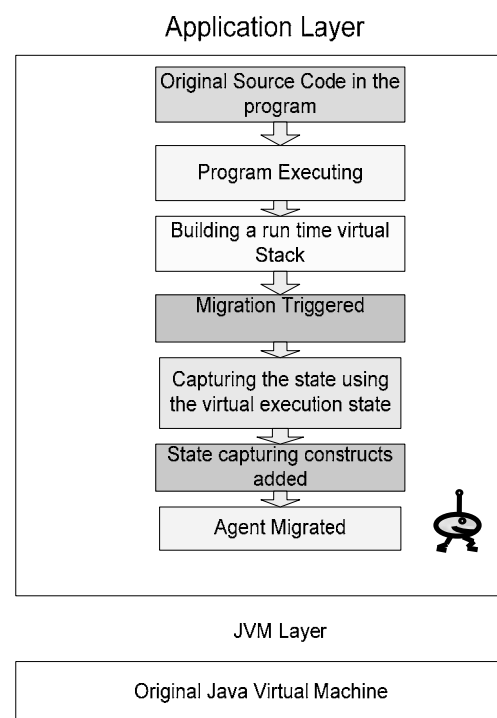 Application Layer
Original Source Code in the
program
Program Executing
Building a run time virtual
Stack
Migration Triggered
Capturing the state using
the virtual execution state
State capturing constructs
added
Agent Migrated
JVM Layer
Original Java Virtual Machine